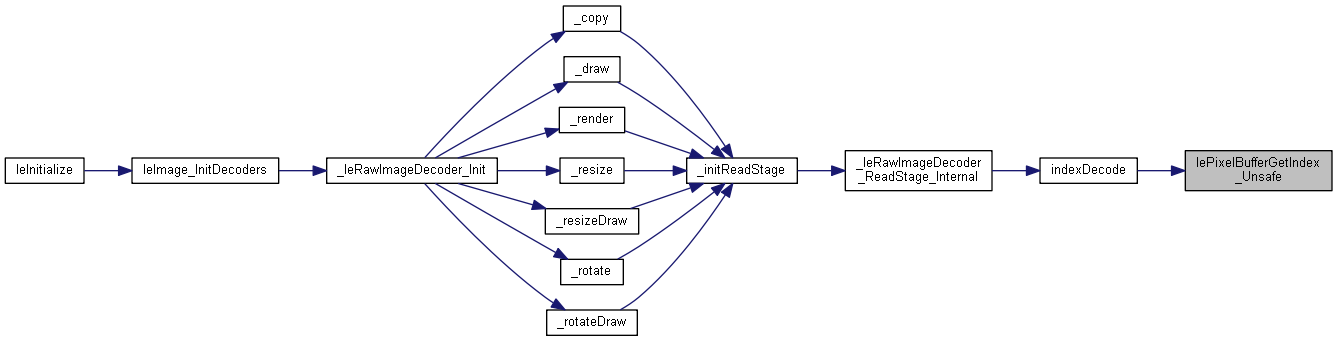 _copy
_draw
_render
leInitialize
leImage_InitDecoders
_leRawImageDecoder_Init
_resize
_initReadStage
_leRawImageDecoder
_ReadStage_Internal
indexDecode
lePixelBufferGetIndex
_Unsafe
_resizeDraw
_rotate
_rotateDraw